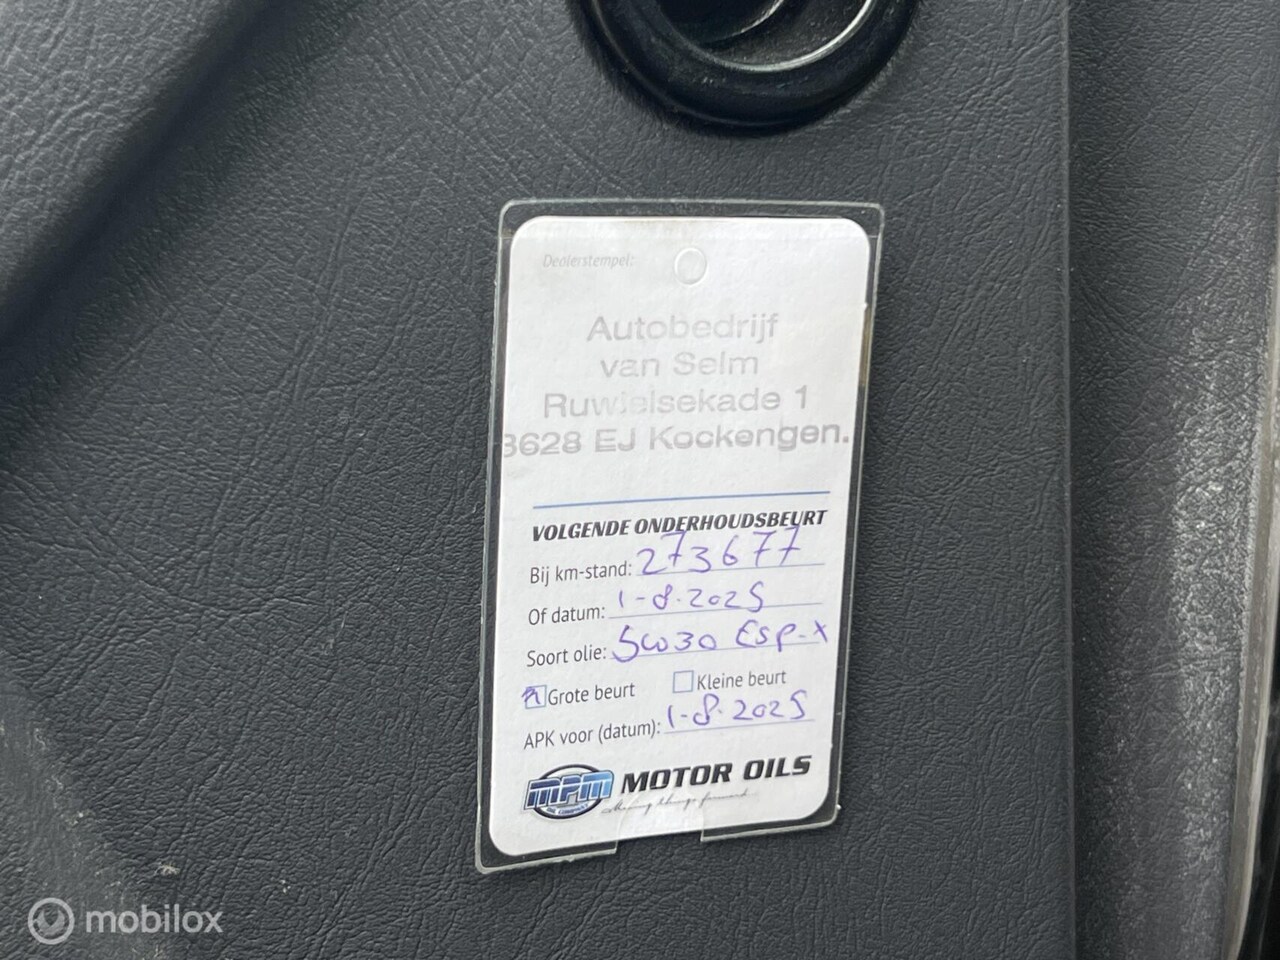 Dealerstempel:
Autobedrijf
van Selm
Ruwielsekade 1
3628 EJ Kockengen.
VOLGENDE ONDERHOUDSBEURT
Bij km-stand: 273677
Of datum: 1-8-2025
Soort olie: 5w30 ESP-X
Grote beurt Kleine beurt
APK voor (datum): 1-8-2025
MPM MOTOR OILS
mobilox